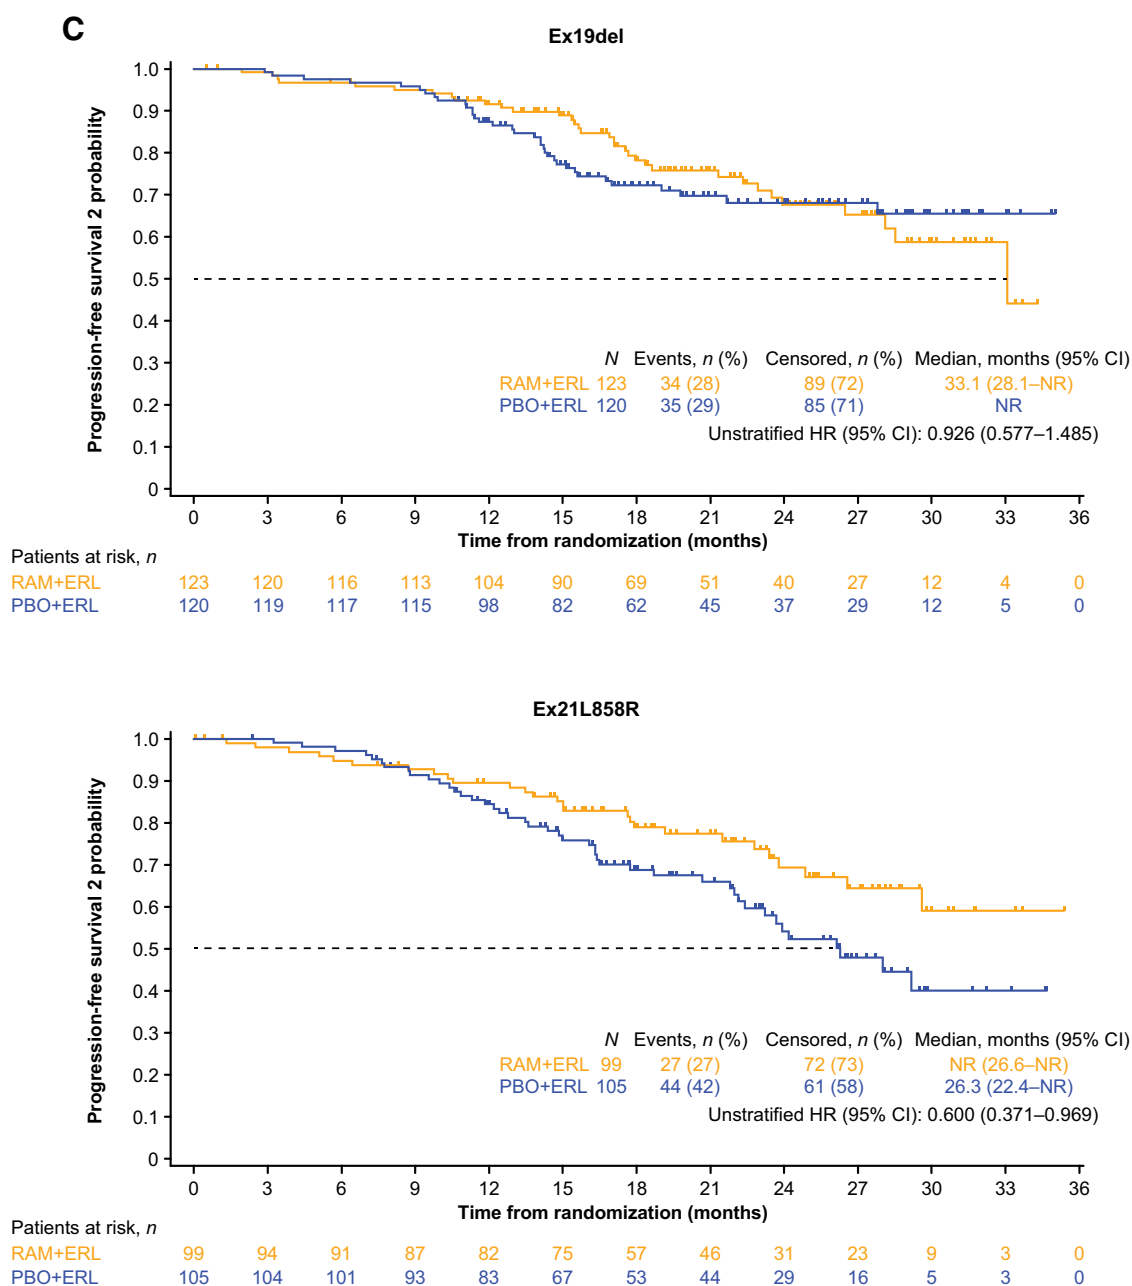 C
Ex19del
Progression-free survival 2 probability
1.0
0.9
0.8
0.7
0.6
0.5
0.4
0.3
0.2
0.1
0
N Events, n (%) Censored, n (%) Median, months (95% CI)
RAM+ERL 123 34 (28) 89 (72) 33.1 (28.1–NR)
PBO+ERL 120 35 (29) 85 (71) NR
Unstratified HR (95% CI): 0.926 (0.577–1.485)
0 3 6 9 12 15 18 21 24 27 30 33 36
Time from randomization (months)
Patients at risk, n
RAM+ERL 123 120 116 113 104 90 69 51 40 27 12 4 0
PBO+ERL 120 119 117 115 98 82 62 45 37 29 12 5 0
Ex21L858R
Progression-free survival 2 probability
1.0
0.9
0.8
0.7
0.6
0.5
0.4
0.3
0.2
0.1
0
N Events, n (%) Censored, n (%) Median, months (95% CI)
RAM+ERL 99 27 (27) 72 (73) NR (26.6–NR)
PBO+ERL 105 44 (42) 61 (58) 26.3 (22.4–NR)
Unstratified HR (95% CI): 0.600 (0.371–0.969)
0 3 6 9 12 15 18 21 24 27 30 33 36
Time from randomization (months)
Patients at risk, n
RAM+ERL 99 94 91 87 82 75 57 46 31 23 9 3 0
PBO+ERL 105 104 101 93 83 67 53 44 29 16 5 3 0